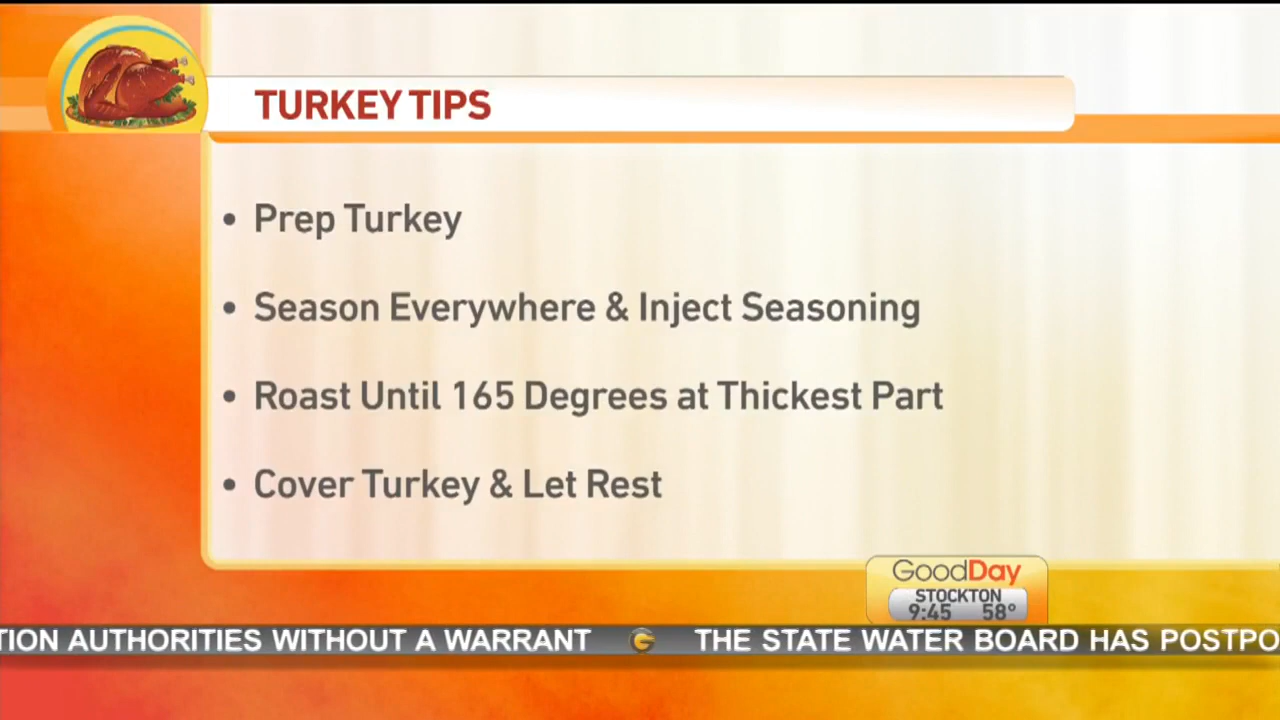 TURKEY TIPS
• Prep Turkey
• Season Everywhere & Inject Seasoning
• Roast Until 165 Degrees at Thickest Part
• Cover Turkey & Let Rest
GoodDay
STOCKTON
9:45 58°
TION AUTHORITIES WITHOUT A WARRANT G THE STATE WATER BOARD HAS POSTPO